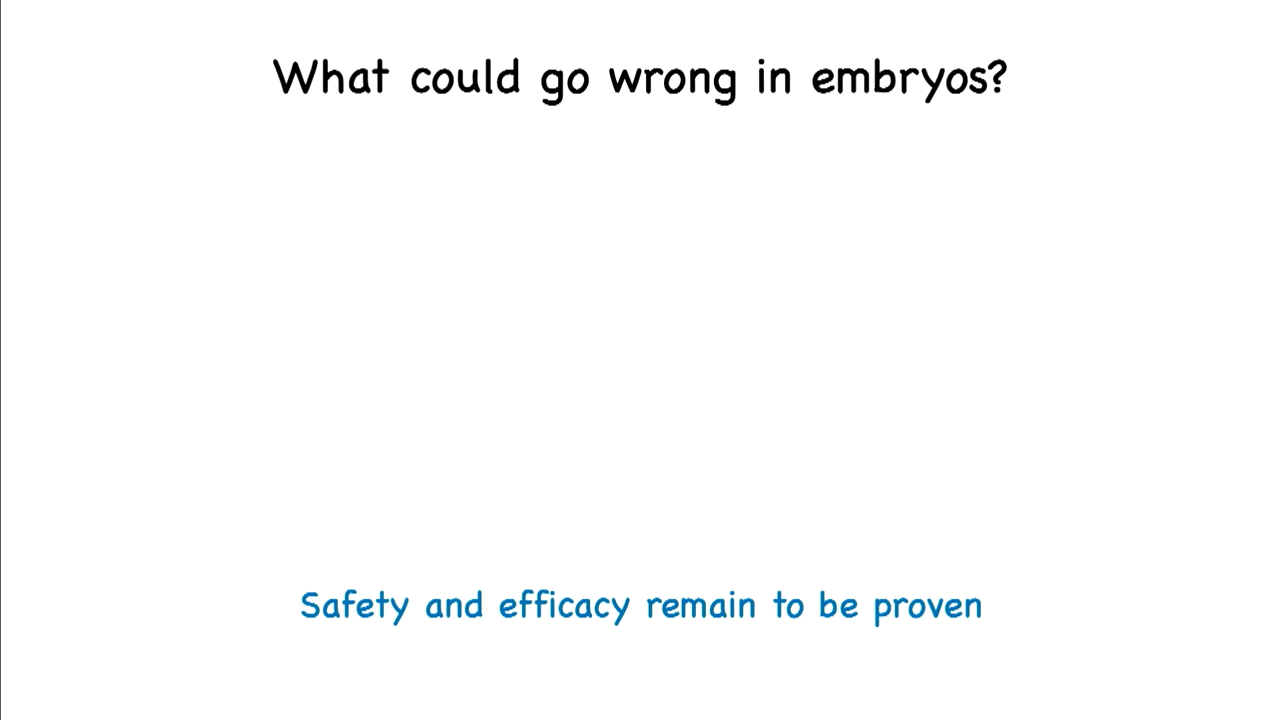 What could go wrong in embryos?
Safety and efficacy remain to be proven